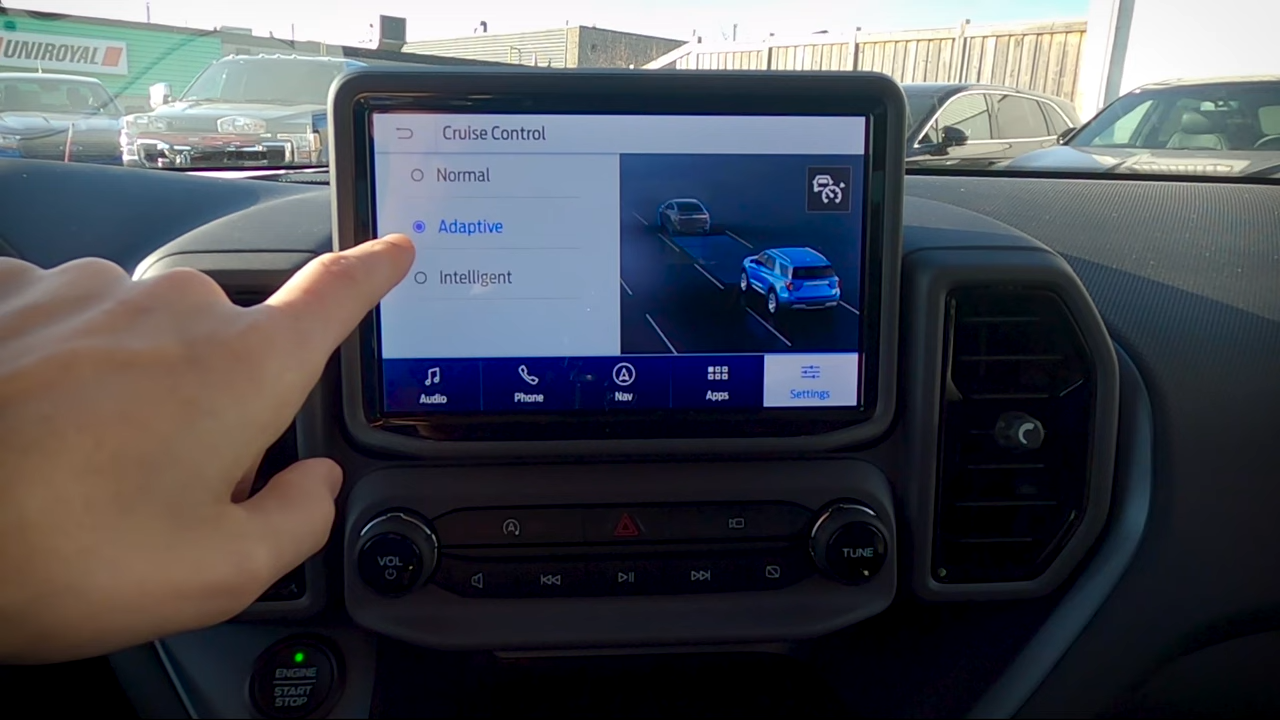 UNIROYAL
Cruise Control
Normal
Adaptive
Intelligent
Audio
Phone
Nav
Apps
Settings
A
VOL
TUNE
ENGINE
START
STOP